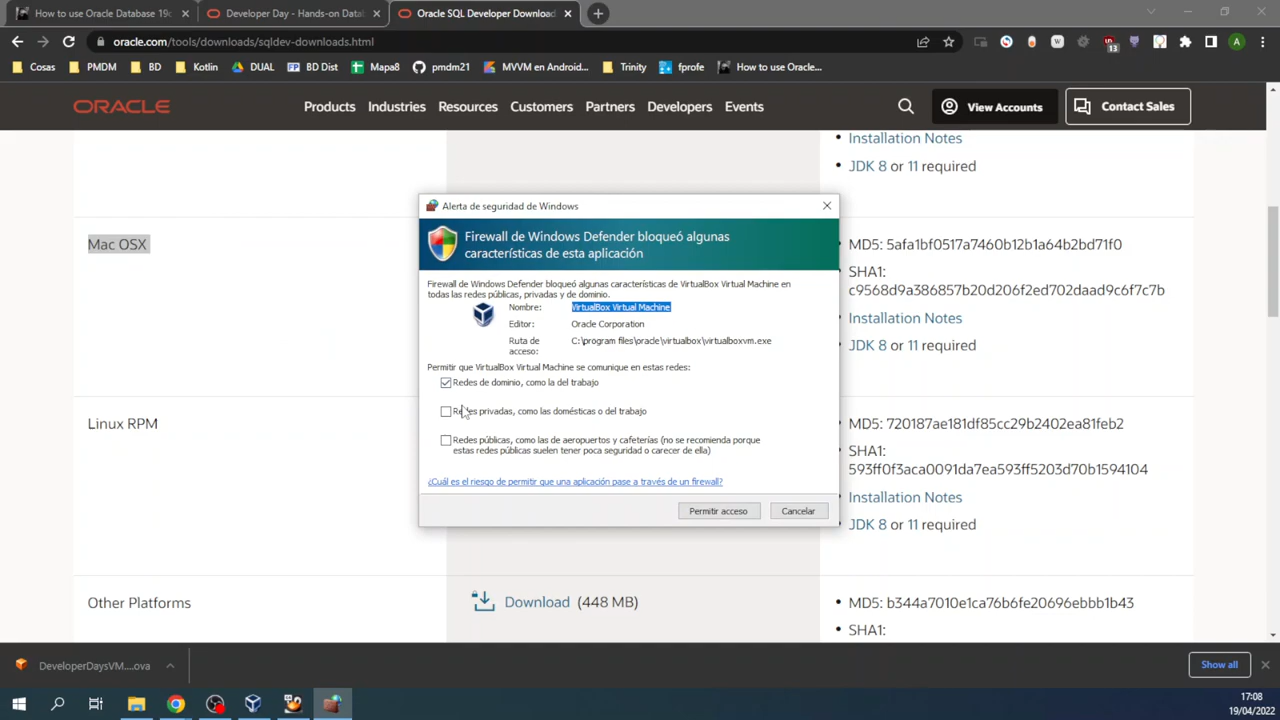 How to use Oracle Database 19c
Developer Day - Hands-on Datab
Oracle SQL Developer Download
oracle.com/tools/downloads/sqldev-downloads.html
13
A
Cosas
PMDM
BD
Kotlin
DUAL
BD Dist
Mapa8
pmdm21
MVVM en Android...
Trinity
fprofe
How to use Oracle...
ORACLE
Products
Industries
Resources
Customers
Partners
Developers
Events
View Accounts
Contact Sales
Installation Notes
JDK 8 or 11 required
Mac OSX
MD5: 5afa1bf0517a7460b12b1a64b2bd71f0
SHA1:
c9568d9a386857b20d206f2ed702daad9c6f7c7b
Installation Notes
JDK 8 or 11 required
Alerta de seguridad de Windows
Firewall de Windows Defender bloqueó algunas
características de esta aplicación
Firewall de Windows Defender bloqueó algunas características de VirtualBox Virtual Machine en
todas las redes públicas, privadas y de dominio.
Nombre: VirtualBox Virtual Machine
Editor: Oracle Corporation
Ruta de C:\program files\oracle\virtualbox\virtualboxvm.exe
acceso:
Permitir que VirtualBox Virtual Machine se comunique en estas redes:
Redes de dominio, como la del trabajo
Redes privadas, como las domésticas o del trabajo
Redes públicas, como las de aeropuertos y cafeterías (no se recomienda porque
estas redes públicas suelen tener poca seguridad o carecer de ella)
¿Cuál es el riesgo de permitir que una aplicación pase a través de un firewall?
Permitir acceso
Cancelar
Linux RPM
MD5: 720187ae181df85cc29b2402ea81feb2
SHA1:
593ff0f3aca0091da7ea593ff5203d70b1594104
Installation Notes
JDK 8 or 11 required
Other Platforms
Download (448 MB)
MD5: b344a7010e1ca76b6fe20696ebbb1b43
SHA1:
DeveloperDaysVM....ova
Show all
17:08
19/04/2022